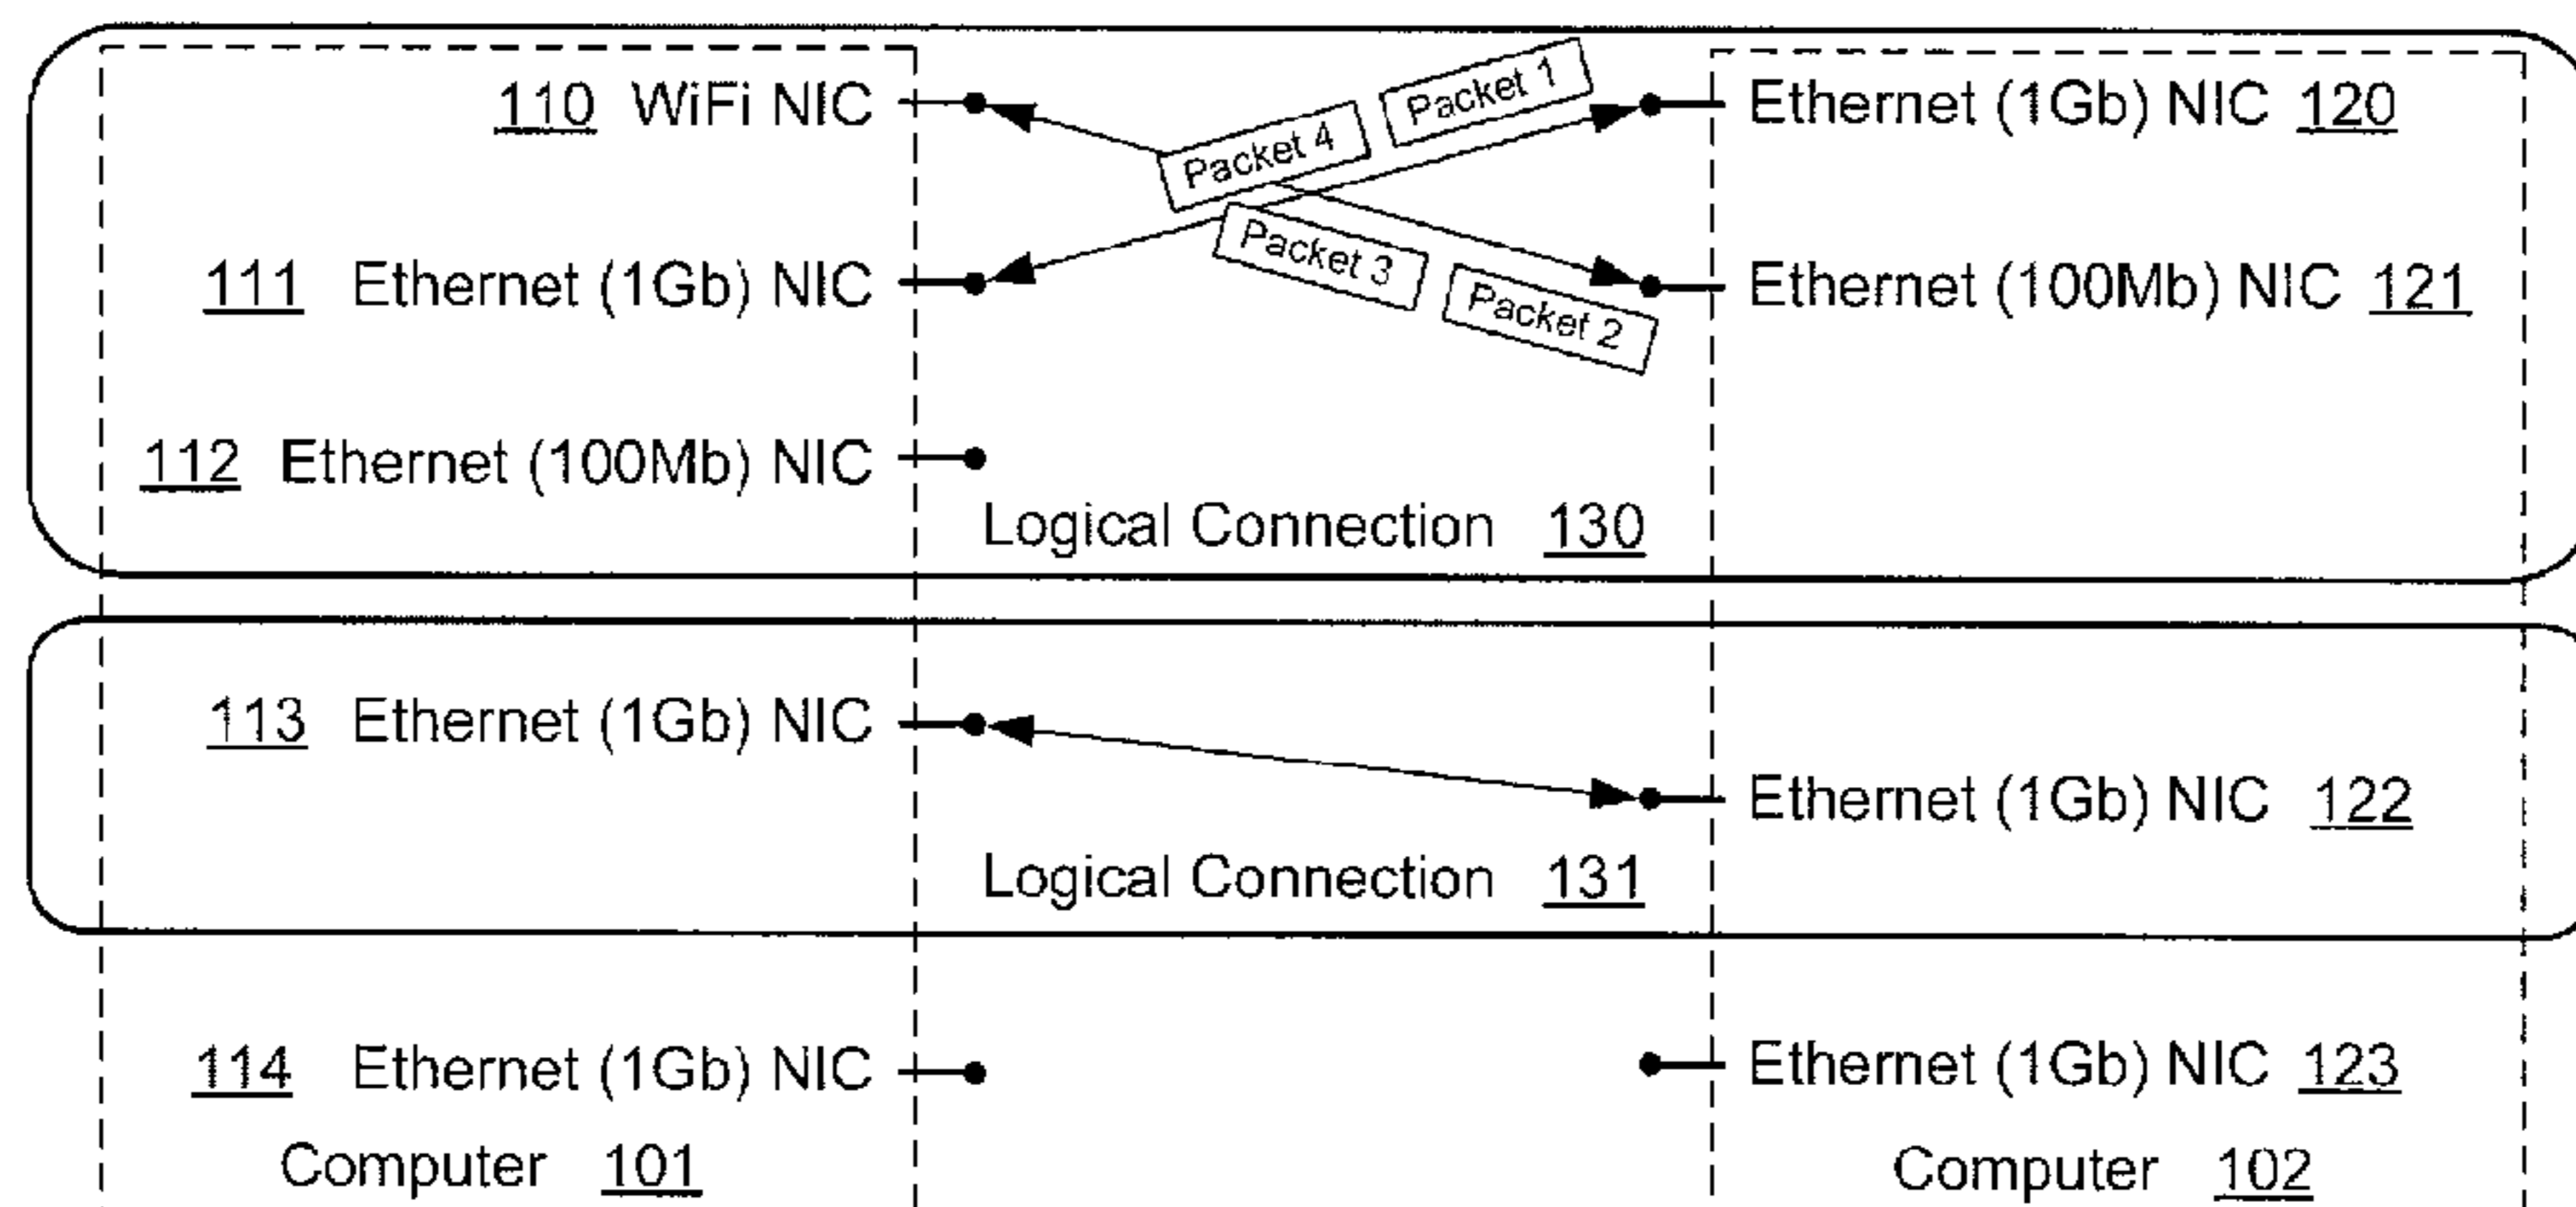 110 WiFi NIC
Packet 1
Ethernet (1Gb) NIC 120
Packet 4
111 Ethernet (1Gb) NIC
Packet 3
Ethernet (100Mb) NIC 121
Packet 2
112 Ethernet (100Mb) NIC
Logical Connection 130
113 Ethernet (1Gb) NIC
Ethernet (1Gb) NIC 122
Logical Connection 131
114 Ethernet (1Gb) NIC
Ethernet (1Gb) NIC 123
Computer 101
Computer 102